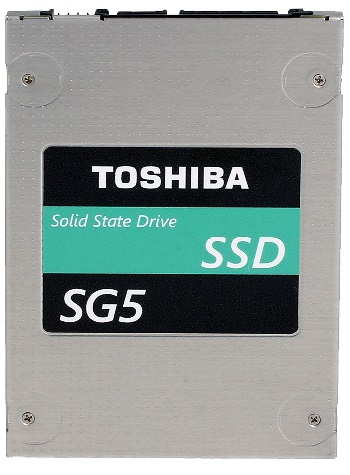 TOSHIBA
Solid State Drive
SSD
SG5